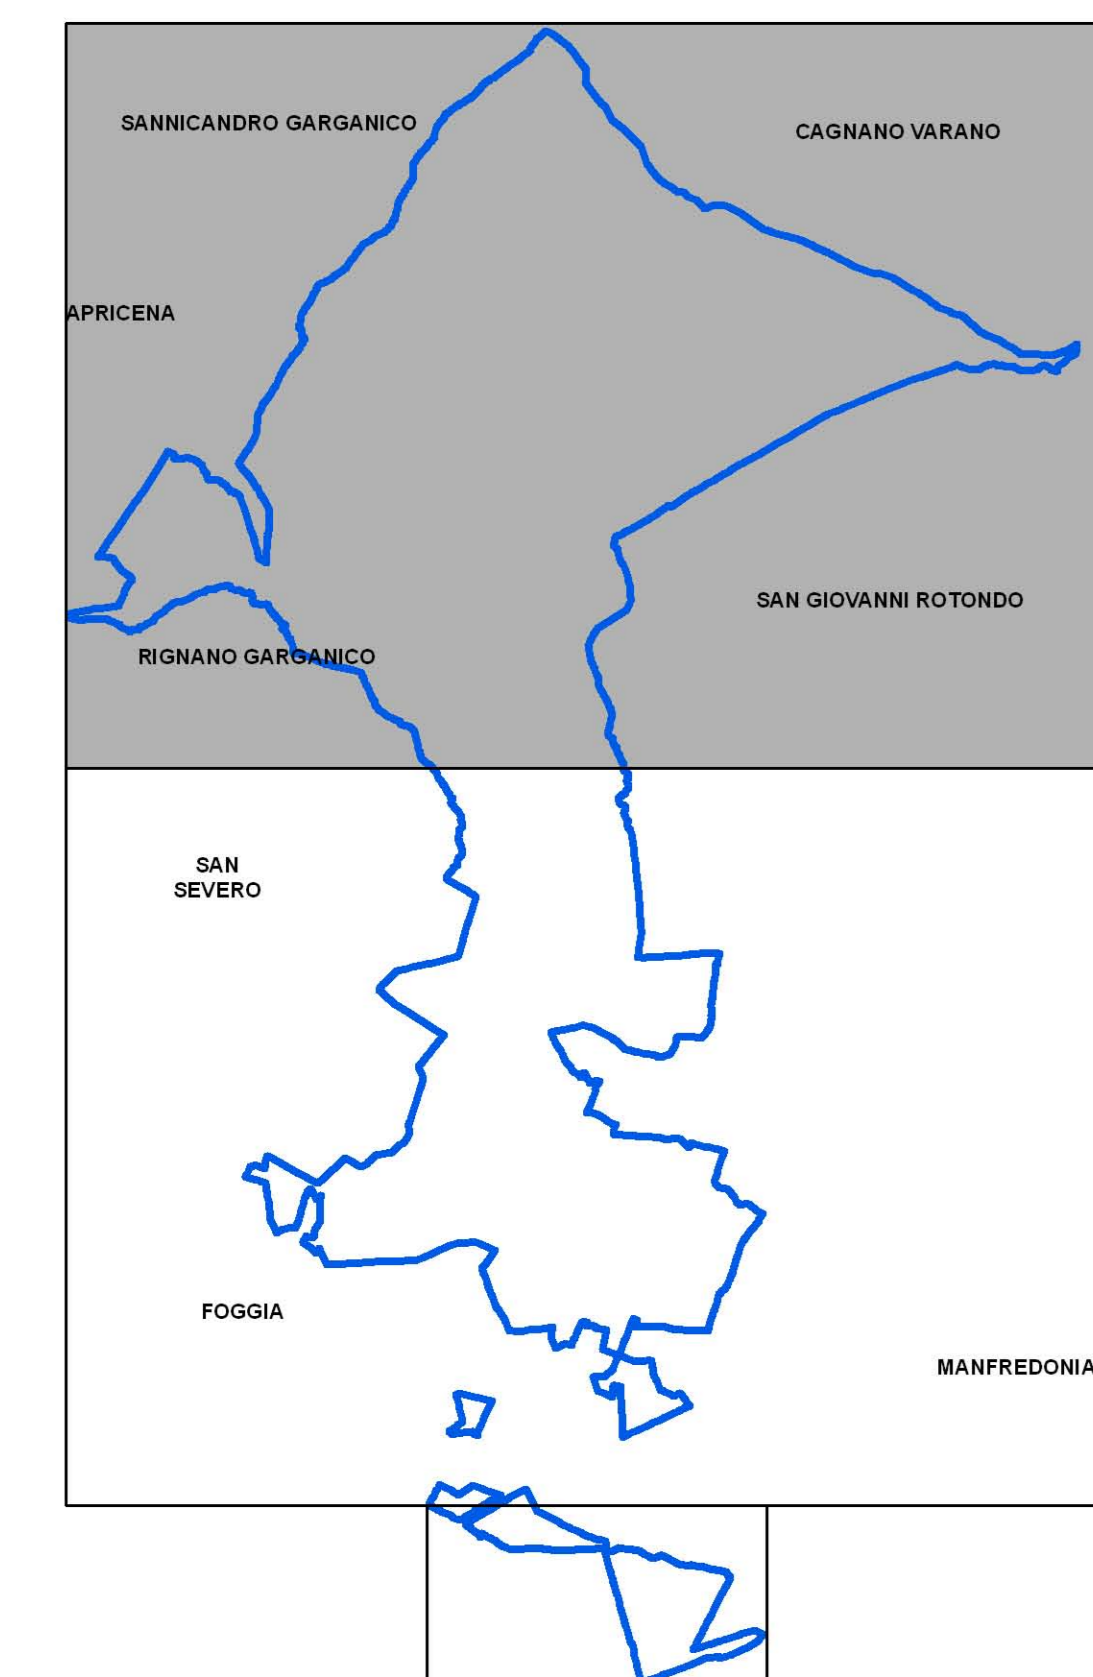 SANNICANDRO GARGANICO
CAGNANO VARANO
APRICENA
SAN GIOVANNI ROTONDO
RIGNANO GARGANICO
SAN
SEVERO
FOGGIA
MANFREDONIA